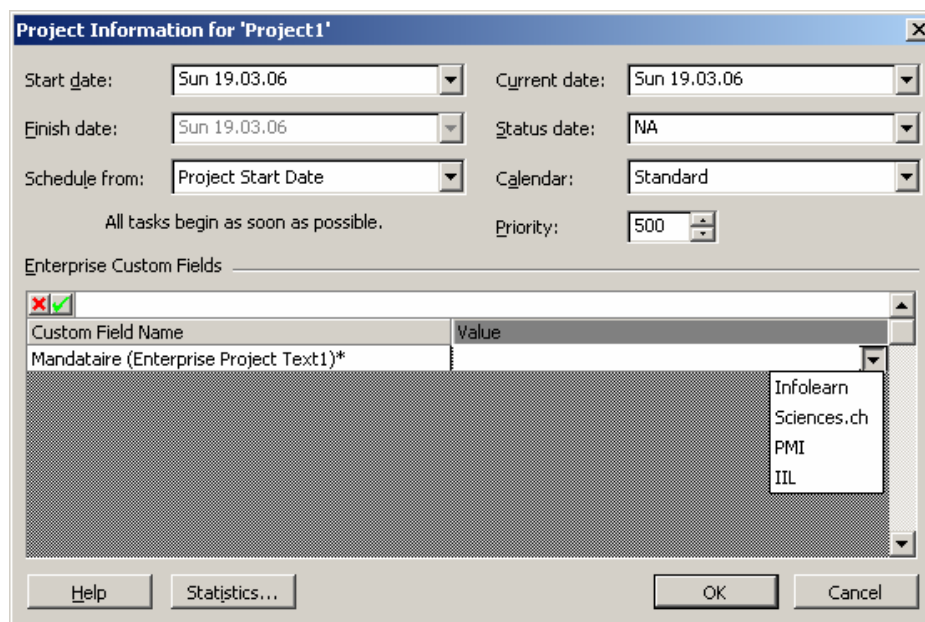 Project Information for 'Project1'
Start date: Sun 19.03.06 Current date: Sun 19.03.06
Finish date: Sun 19.03.06 Status date: NA
Schedule from: Project Start Date Calendar: Standard
All tasks begin as soon as possible. Priority: 500
Enterprise Custom Fields
Custom Field Name Value
Mandataire (Enterprise Project Text1)*
Infolearn
Sciences.ch
PMI
IIL
Help Statistics... OK Cancel